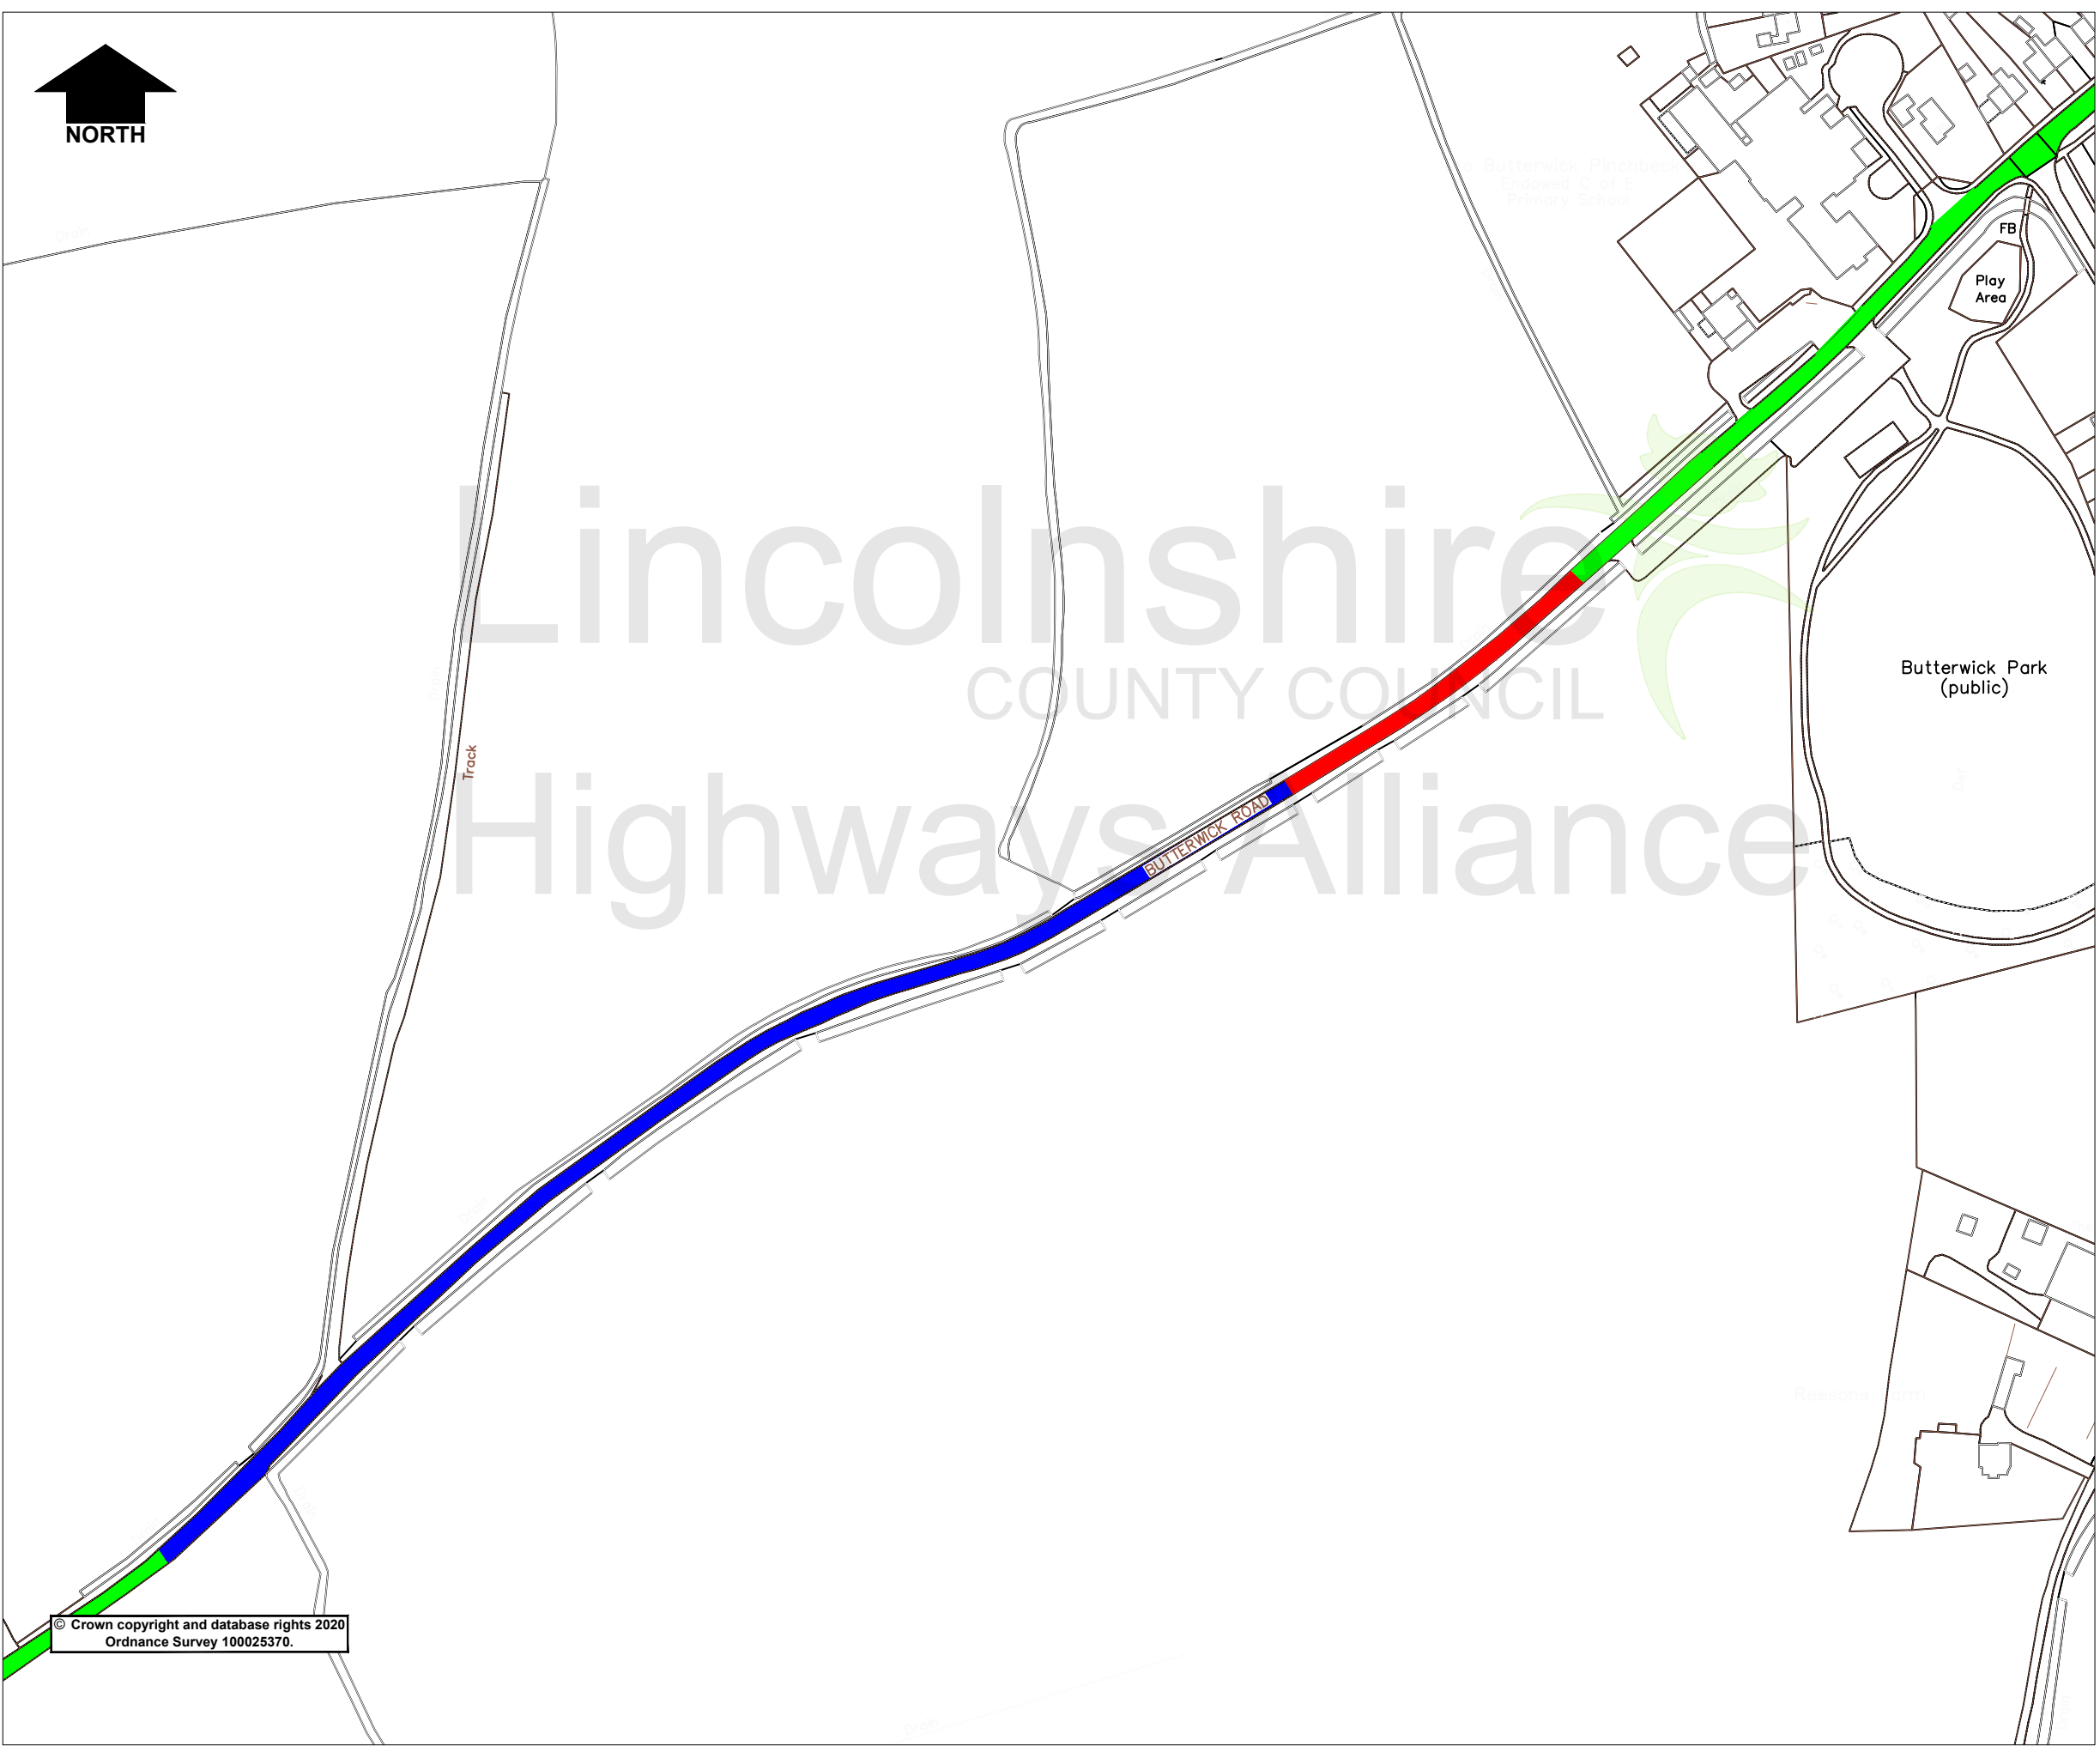 NORTH
Butterwick Pinchbeck
Endowed C of E
Primary School
FB
Play
Area
Lincolnshire
COUNTY COUNCIL
Highways Alliance
Butterwick Park
(public)
Track
BUTTERWICK ROAD
© Crown copyright and database rights 2020
Ordnance Survey 100025370.
Drain